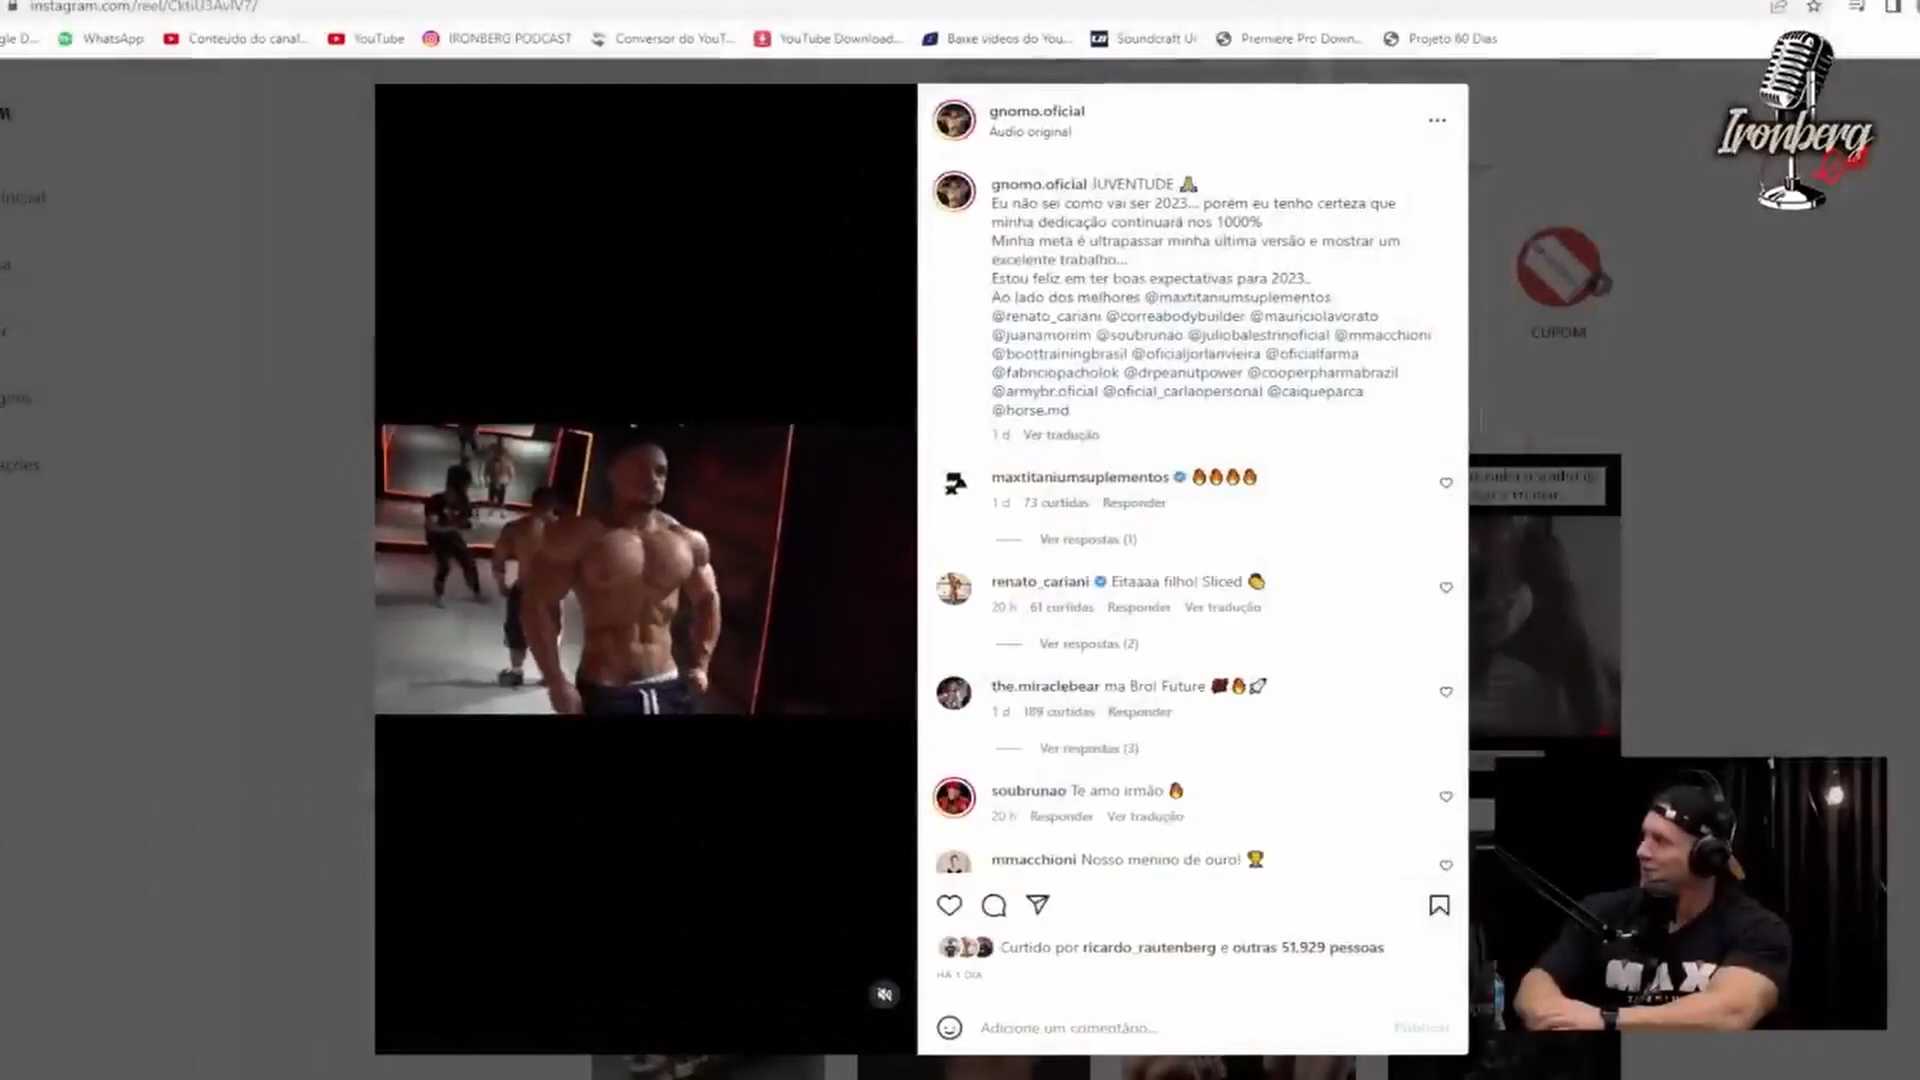 instagram.com/reel/
WhatsApp
Conteudo do canal...
YouTube
IRONBERG PODCAST
Conversor do YouT...
YouTube Download...
Baixe videos do You...
Soundcraft Ui
Premiere Pro Down...
Projeto 60 Dias
Ironberg
gnomo.oficial
Áudio original
gnomo.oficial JUVENTUDE 🙏
Eu não sei como vai ser 2023... porém eu tenho certeza que
minha dedicação continuará nos 1000%
Minha meta é ultrapassar minha última versão e mostrar um
excelente trabalho...
Estou feliz em ter boas expectativas para 2023..
Ao lado dos melhores @maxtitaniumsuplementos
@renato_cariani @correabodybuilder @mauriciolavorato
@juanamorim @soubrunao @juliobalestrinoficial @mmacchioni
@boottrainingbrasil @oficialjorlanvieira @oficialfarma
@fabriciopacholok @drpeanutpower @cooperpharmabrazil
@armybr.oficial @oficial_carlaopersonal @caiqueparca
@horse.md
1 d Ver tradução
maxtitaniumsuplementos 🔥🔥🔥🔥
1 d 73 curtidas Responder
Ver respostas (1)
renato_cariani Eitaaaa filho! Sliced 👏
20 h 61 curtidas Responder Ver tradução
Ver respostas (2)
the.miraclebear ma Bro! Future
1 d 189 curtidas Responder
Ver respostas (3)
soubrunao Te amo irmão 🔥
20 h Responder Ver tradução
mmacchioni Nosso menino de ouro! 🏆
Curtido por ricardo_rautenberg e outras 51,929 pessoas
HÁ 1 DIA
Adicione um comentário...
Publicar
CUPOM
MAX